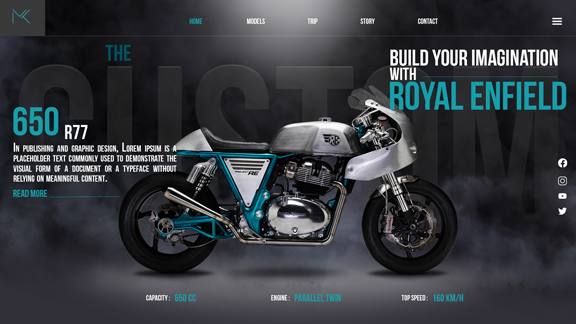 HOME MODELS TRIP STORY CONTACT
THE
CUSTOM
BUILD YOUR IMAGINATION
WITH
ROYAL ENFIELD
650 R77
In publishing and graphic design, Lorem ipsum is a
placeholder text commonly used to demonstrate the
visual form of a document or a typeface without
relying on meaningful content.
READ MORE
CAPACITY : 650 CC ENGINE : PARALLEL TWIN TOP SPEED : 160 KM/H